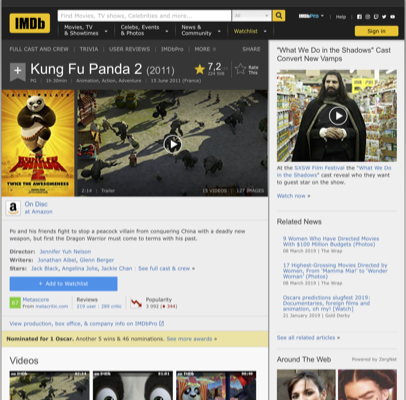 IMDb
Find Movies, TV shows, Celebrities and more...
All
IMDbPro
Help
Movies, TV & Showtimes
Celebs, Events & Photos
News & Community
Watchlist
Sign in
FULL CAST AND CREW | TRIVIA | USER REVIEWS | IMDbPro | MORE
SHARE
Kung Fu Panda 2 (2011)
7,2
Rate This
PG | 1h 30min | Animation, Action, Adventure | 15 June 2011 (France)
KUNG FU PANDA 2
TWICE THE AWESOMENESS
2:14 | Trailer
15 VIDEOS | 127 IMAGES
a
On Disc
at Amazon
Po and his friends fight to stop a peacock villain from conquering China with a deadly new
weapon, but first the Dragon Warrior must come to terms with his past.
Director: Jennifer Yuh Nelson
Writers: Jonathan Aibel, Glenn Berger
Stars: Jack Black, Angelina Jolie, Jackie Chan | See full cast & crew »
+ Add to Watchlist
67
Metascore
From metacritic.com
Reviews
219 user | 289 critic
Popularity
View production, box office, & company info on IMDbPro
Nominated for 1 Oscar. Another 5 wins & 46 nominations. See more awards »
Videos
"What We Do in the Shadows" Cast
Convert New Vamps
At the SXSW Film Festival the "What We Do
in the Shadows" cast reveal who they want
to guest star on the show.
Watch now »
Related News
9 Women Who Have Directed Movies
With $100 Million Budgets (Photos)
08 March 2019 | The Wrap
17 Highest-Grossing Movies Directed by
Women, From 'Mamma Mia!' to 'Wonder
Woman' (Photos)
08 March 2019 | The Wrap
Oscars predictions slugfest 2019:
Documentaries, foreign films and
animation, oh my! [Watch]
21 January 2019 | Gold Derby
See all related articles »
Around The Web
Powered by ZergNet